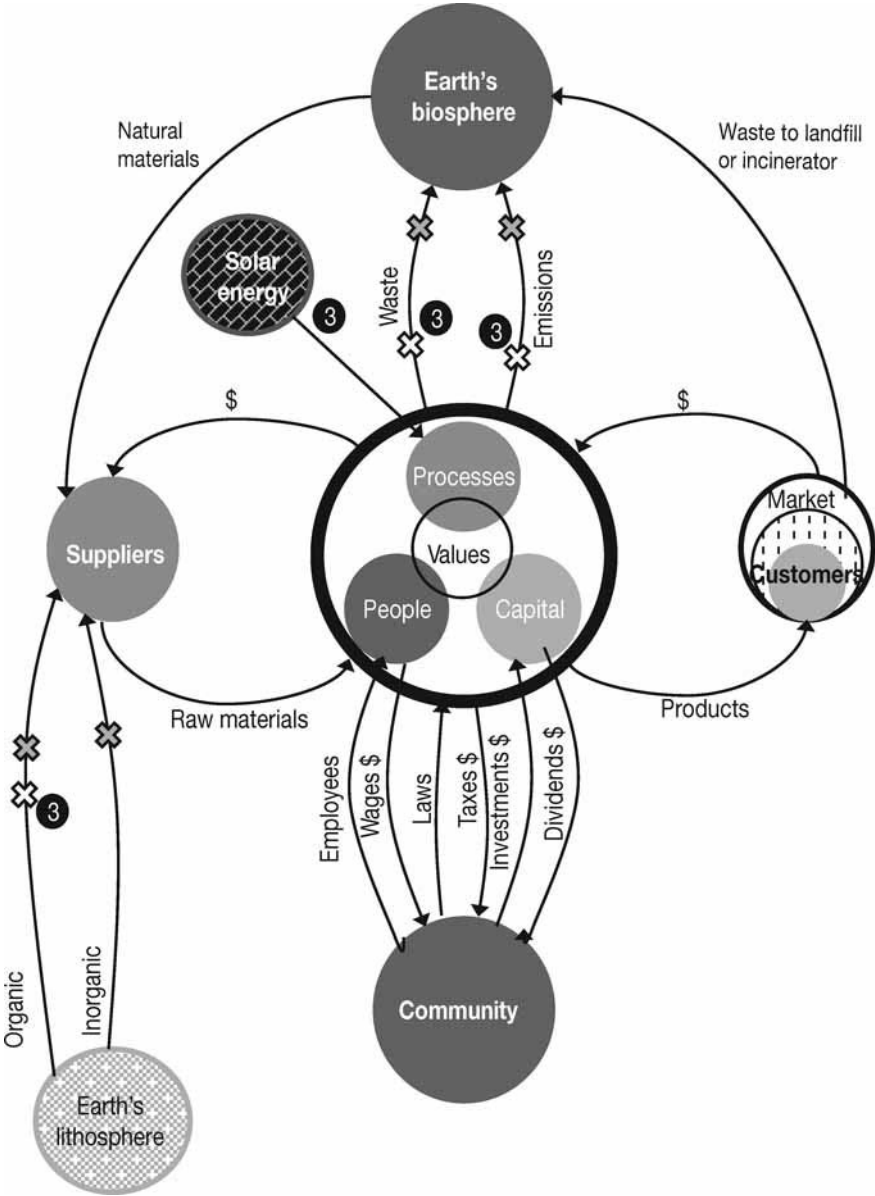 Earth's
biosphere
Natural
materials
Waste to landfill
or incinerator
Solar
energy
3
Waste
3
3
Emissions
$
$
Processes
Market
Suppliers
Values
Customers
People
Capital
Raw materials
Products
Employees
Wages $
Laws
Taxes $
Investments $
Dividends $
3
Organic
Inorganic
Community
Earth's
lithosphere